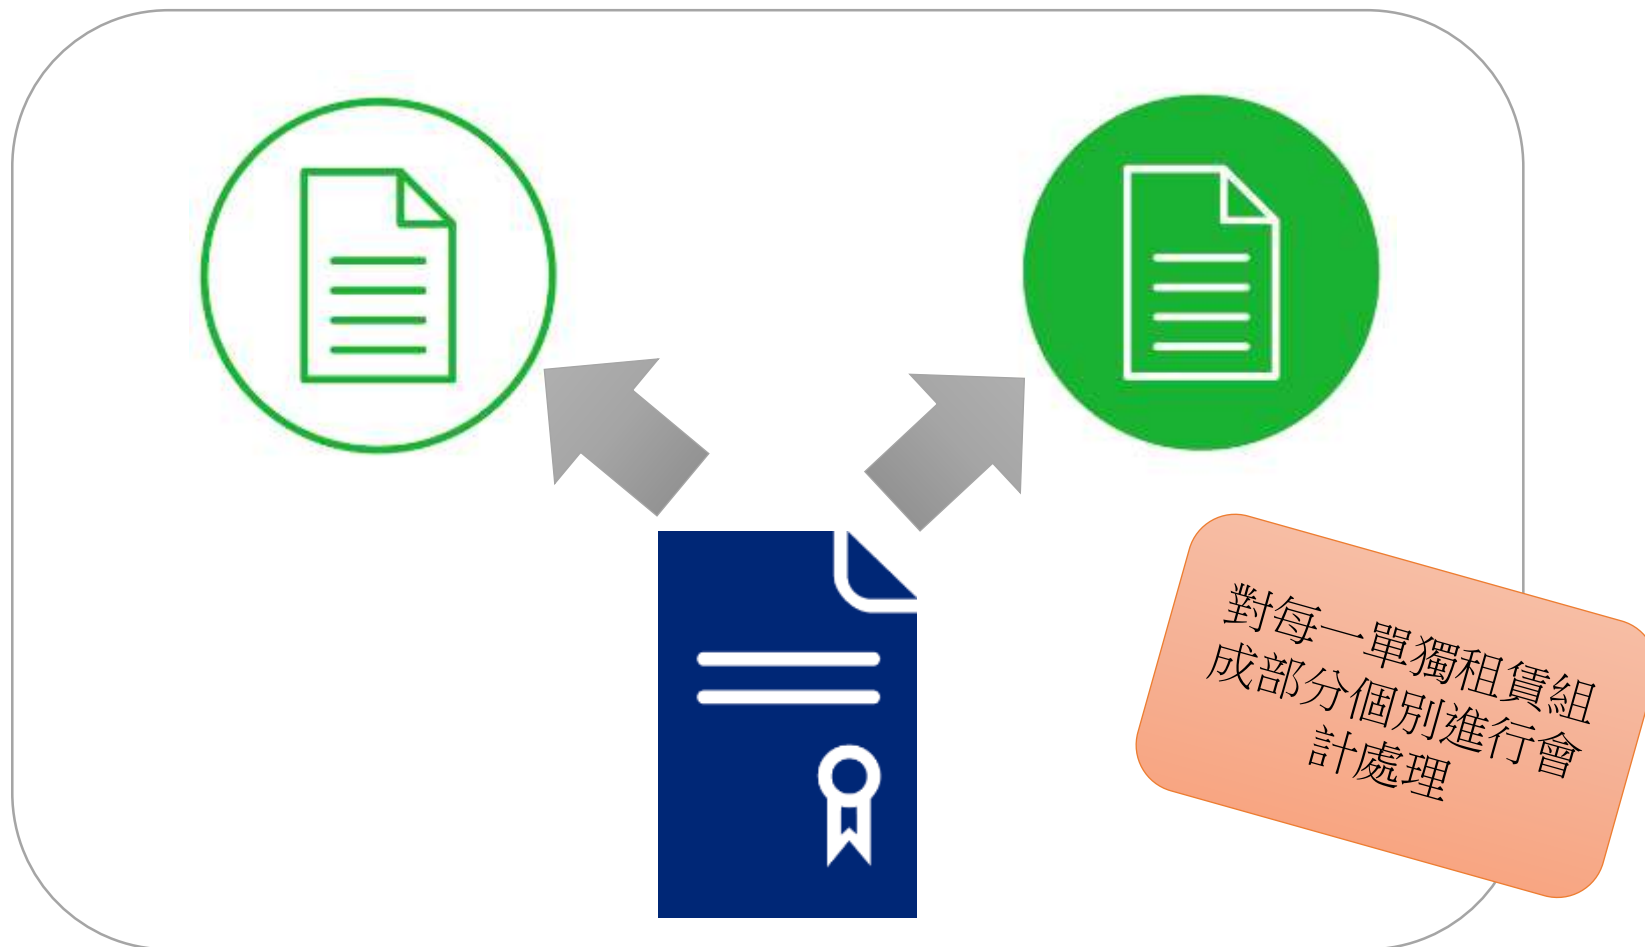 對每一單獨租賃組
成部分個別進行會
計處理